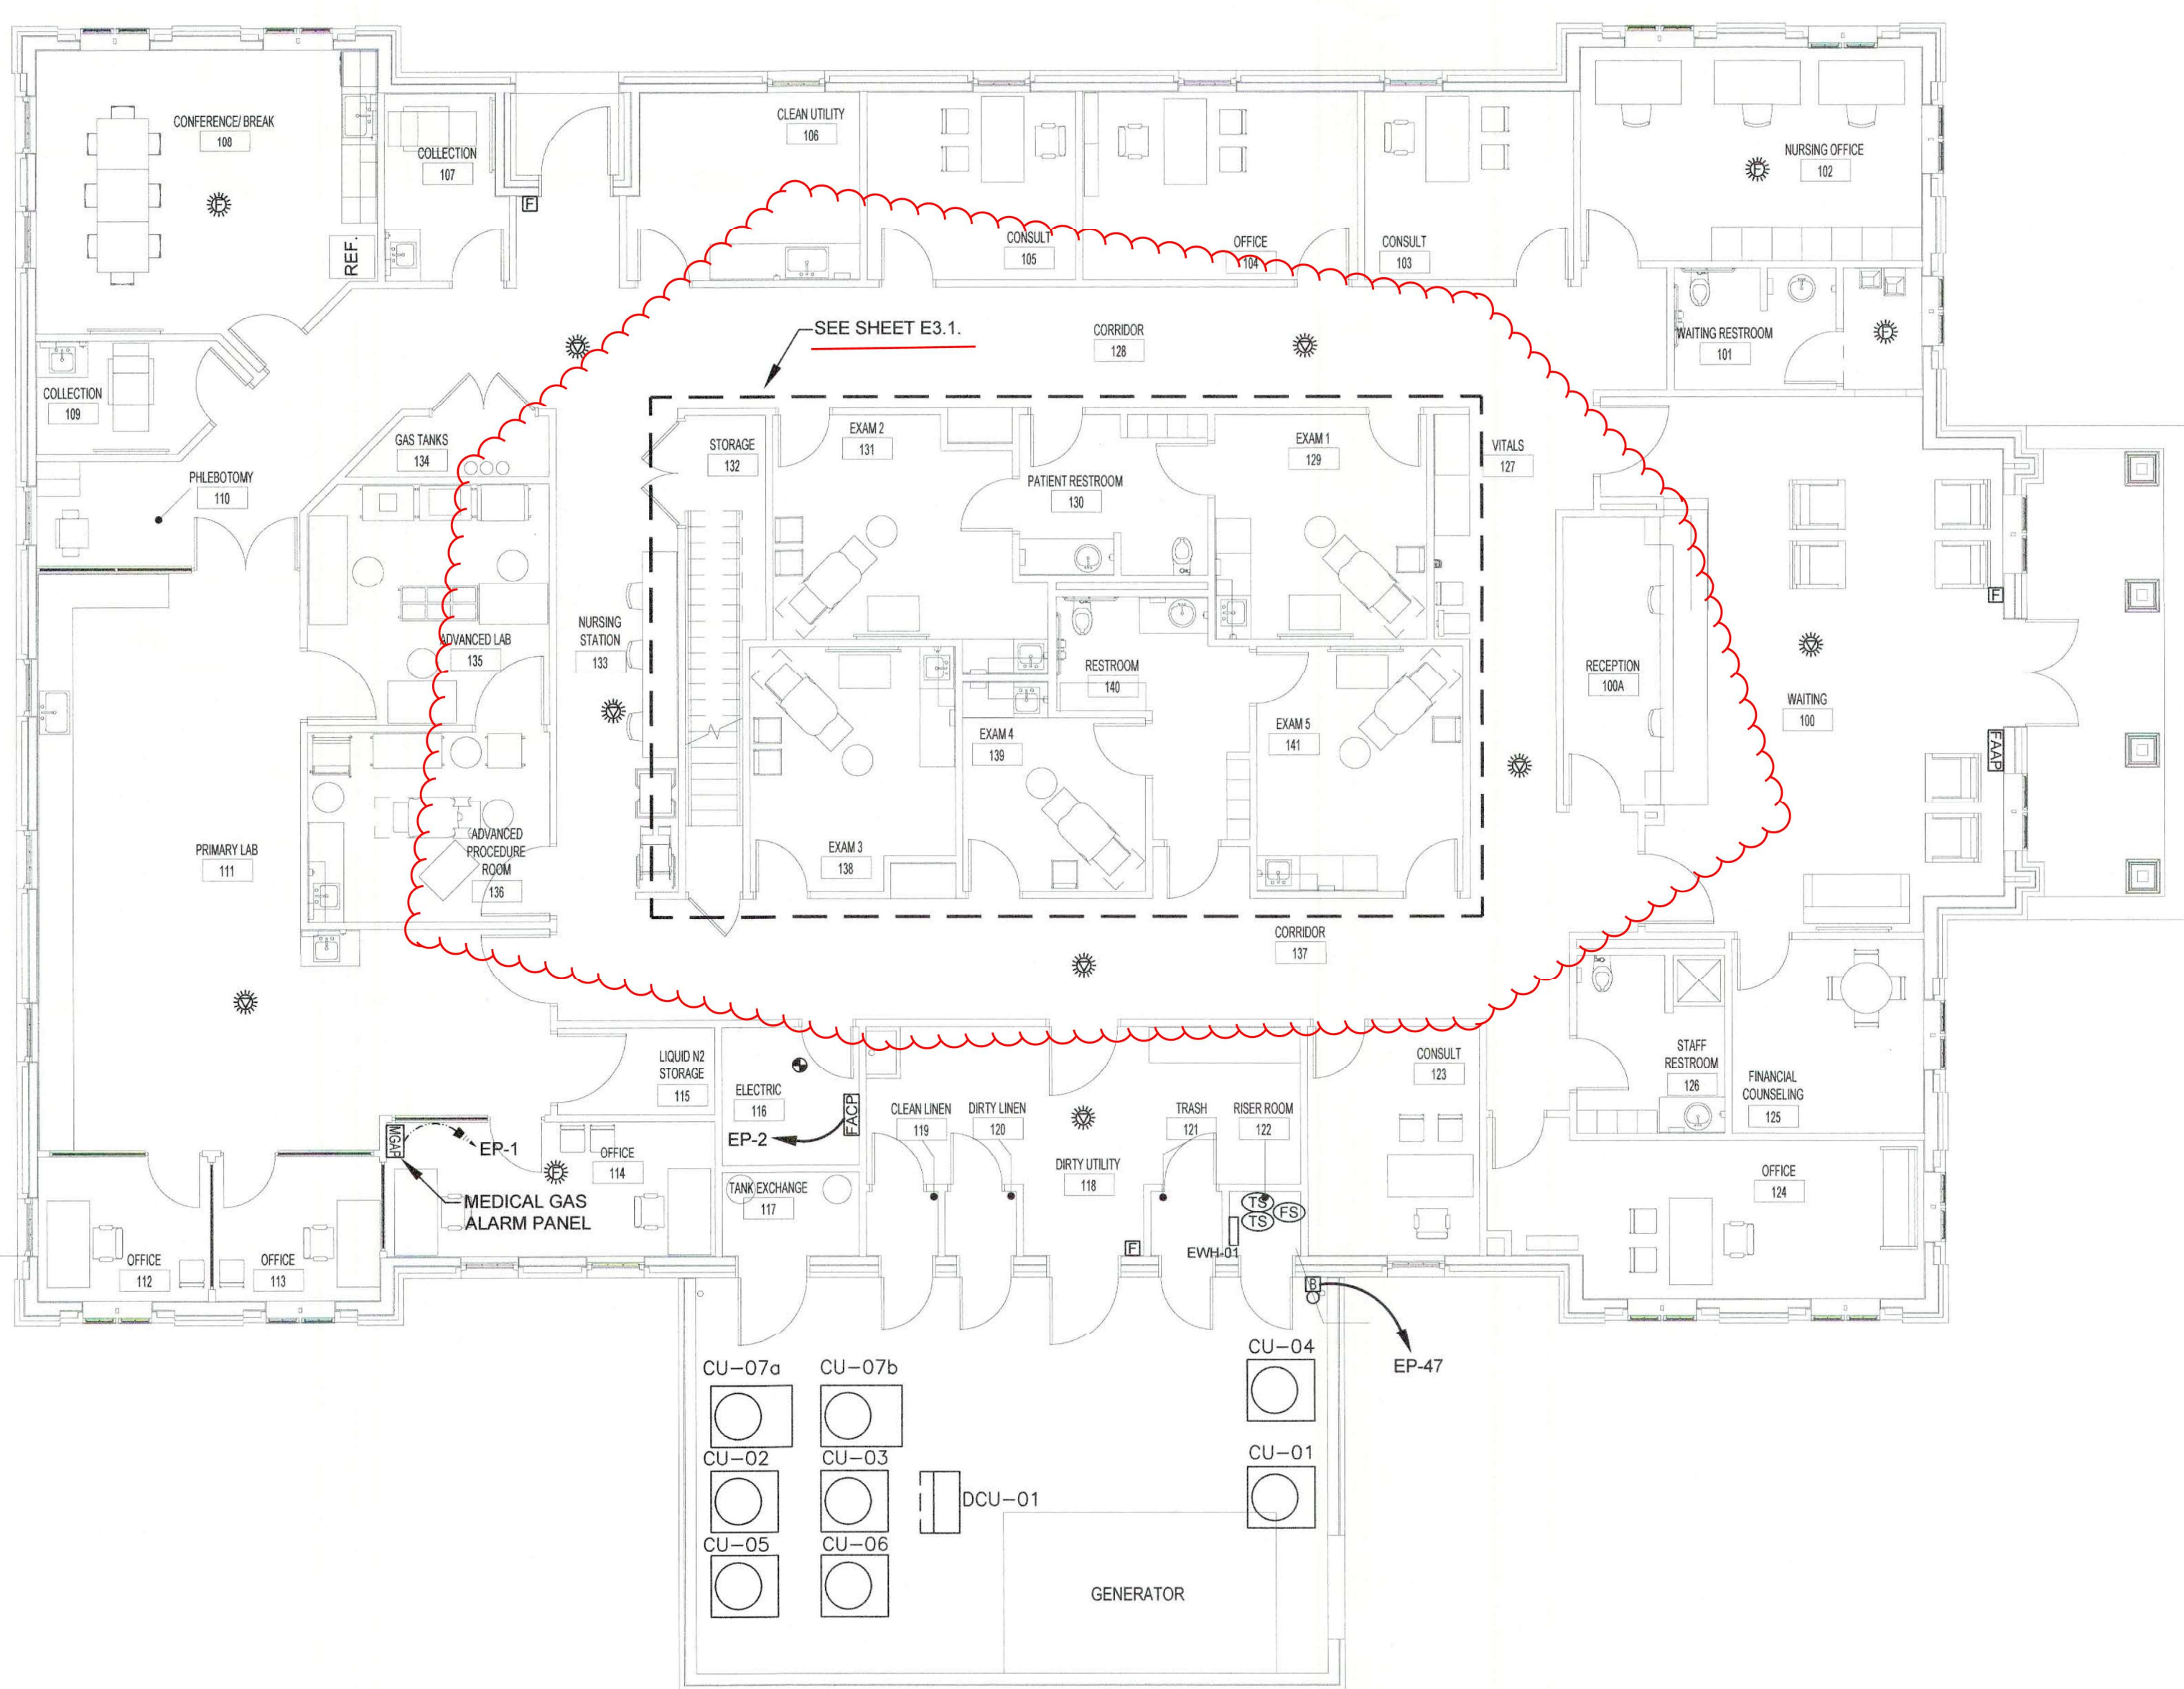 CONFERENCE/ BREAK
108
COLLECTION
107
REF.
F
CLEAN UTILITY
106
CONSULT
105
OFFICE
104
CONSULT
103
NURSING OFFICE
102
F
F
WAITING RESTROOM
101
F
SEE SHEET E3.1.
CORRIDOR
128
COLLECTION
109
GAS TANKS
134
PHLEBOTOMY
110
STORAGE
132
EXAM 2
131
PATIENT RESTROOM
130
EXAM 1
129
VITALS
127
NURSING
STATION
133
ADVANCED LAB
135
RESTROOM
140
RECEPTION
100A
F
WAITING
100
FAAP
EXAM 4
139
EXAM 5
141
PRIMARY LAB
111
ADVANCED
PROCEDURE
ROOM
136
EXAM 3
138
CORRIDOR
137
LIQUID N2
STORAGE
115
ELECTRIC
116
FACP
EP-2
CLEAN LINEN
119
DIRTY LINEN
120
TRASH
121
RISER ROOM
122
CONSULT
123
STAFF
RESTROOM
126
FINANCIAL
COUNSELING
125
MGAP
EP-1
OFFICE
114
F
MEDICAL GAS
ALARM PANEL
TANK EXCHANGE
117
DIRTY UTILITY
118
F
TS
TS
FS
EWH-01
OFFICE
124
OFFICE
112
OFFICE
113
B
EP-47
CU-07a
CU-07b
CU-04
CU-02
CU-03
CU-01
DCU-01
CU-05
CU-06
GENERATOR